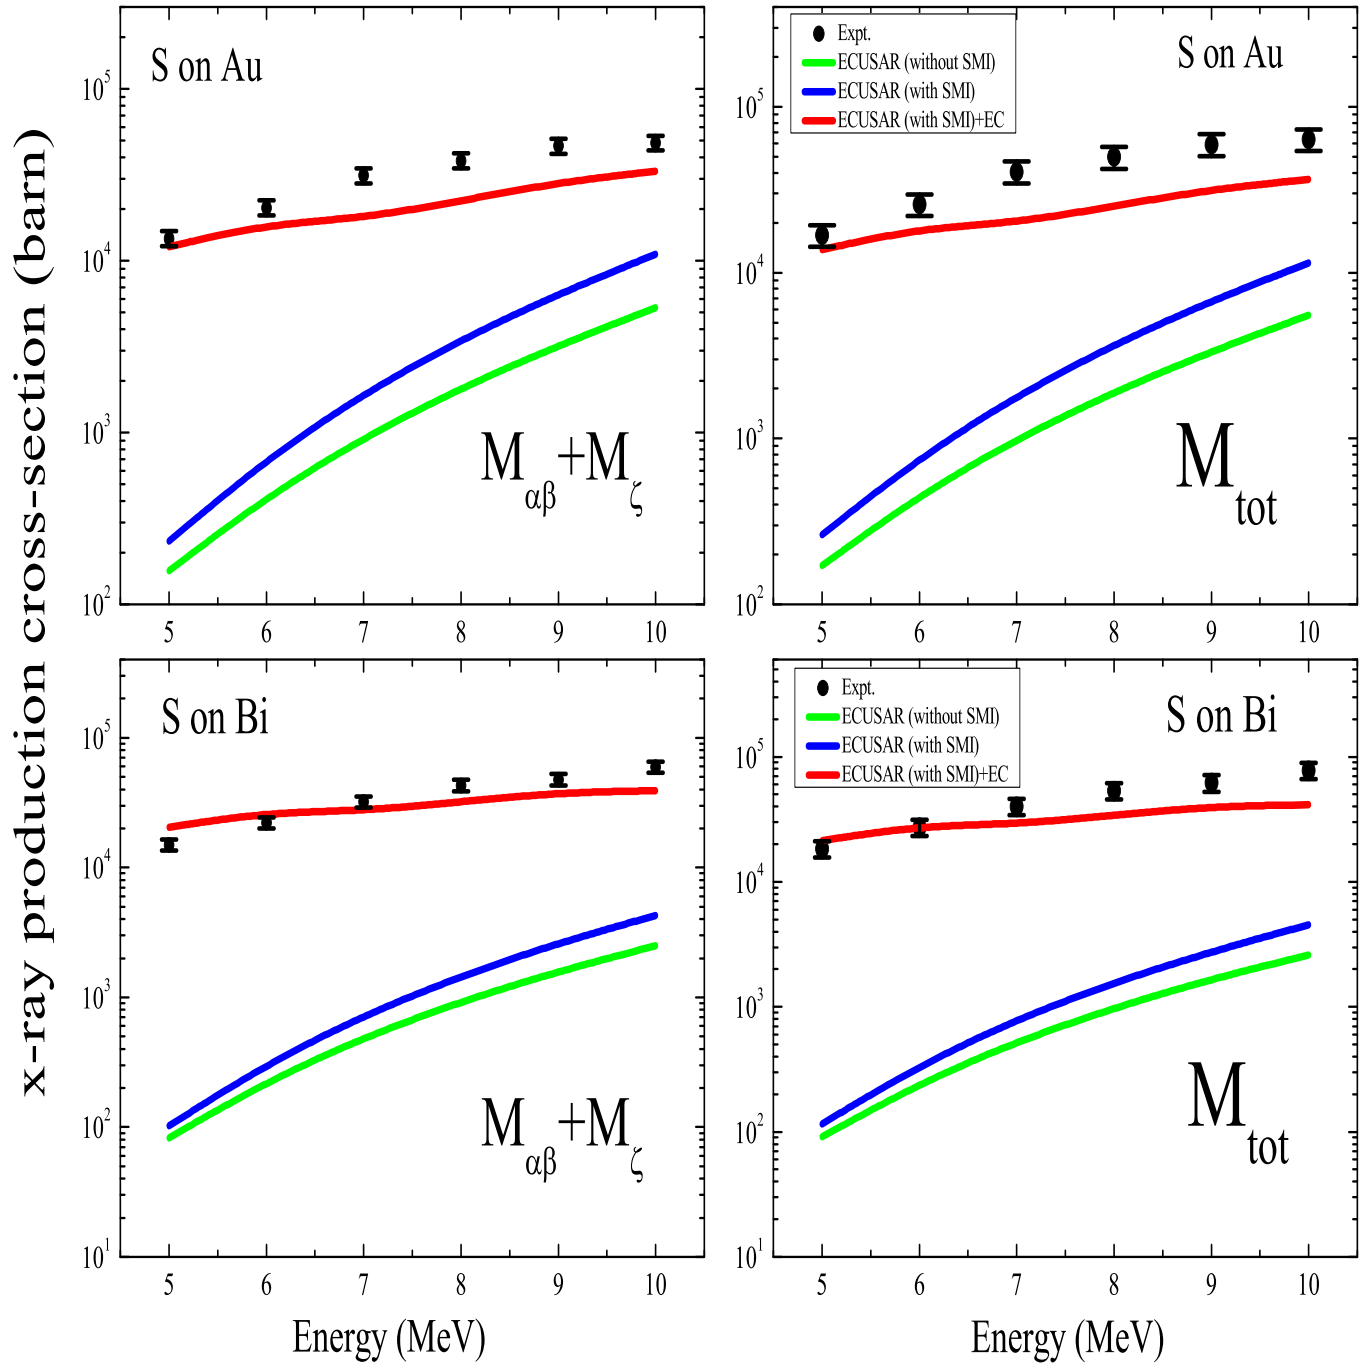 x-ray production cross-section (barn)
S on Au
10^5
10^4
10^3
10^2
M_αβ+M_ζ
5 6 7 8 9 10
Expt.
ECUSAR (without SMI)
ECUSAR (with SMI)
ECUSAR (with SMI)+EC
S on Au
10^5
10^4
10^3
10^2
M_tot
5 6 7 8 9 10
S on Bi
10^5
10^4
10^3
10^2
10^1
M_αβ+M_ζ
5 6 7 8 9 10
Energy (MeV)
Expt.
ECUSAR (without SMI)
ECUSAR (with SMI)
ECUSAR (with SMI)+EC
S on Bi
10^5
10^4
10^3
10^2
10^1
M_tot
5 6 7 8 9 10
Energy (MeV)